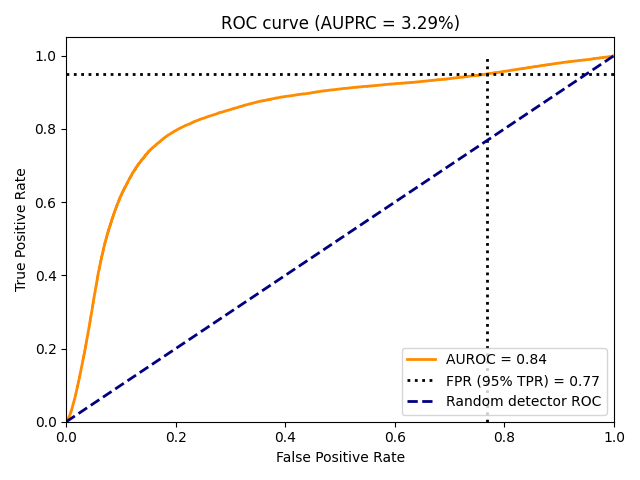 ROC curve (AUPRC = 3.29%)
True Positive Rate
1.0
0.8
0.6
0.4
0.2
0.0
0.0 0.2 0.4 0.6 0.8 1.0
False Positive Rate
AUROC = 0.84
FPR (95% TPR) = 0.77
Random detector ROC